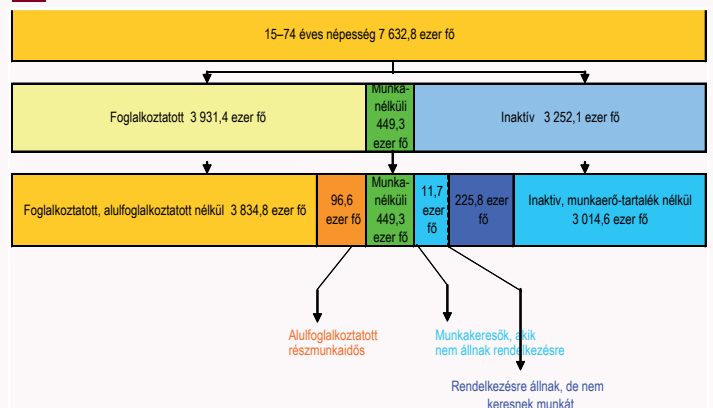 15–74 éves népesség 7 632,8 ezer fő
Foglalkoztatott 3 931,4 ezer fő
Munka-
nélküli
449,3
ezer fő
Inaktív 3 252,1 ezer fő
Foglalkoztatott, alulfoglalkoztatott nélkül 3 834,8 ezer fő
96,6
ezer fő
Munka-
nélküli
449,3
ezer fő
11,7
ezer
fő
225,8 ezer
fő
Inaktiv, munkaerő-tartalék nélkül
3 014,6 ezer fő
Alulfoglalkoztatott
részmunkaidős
Munkakeresők, akik
nem állnak rendelkezésre
Rendelkezésre állnak, de nem
keresnek munkát